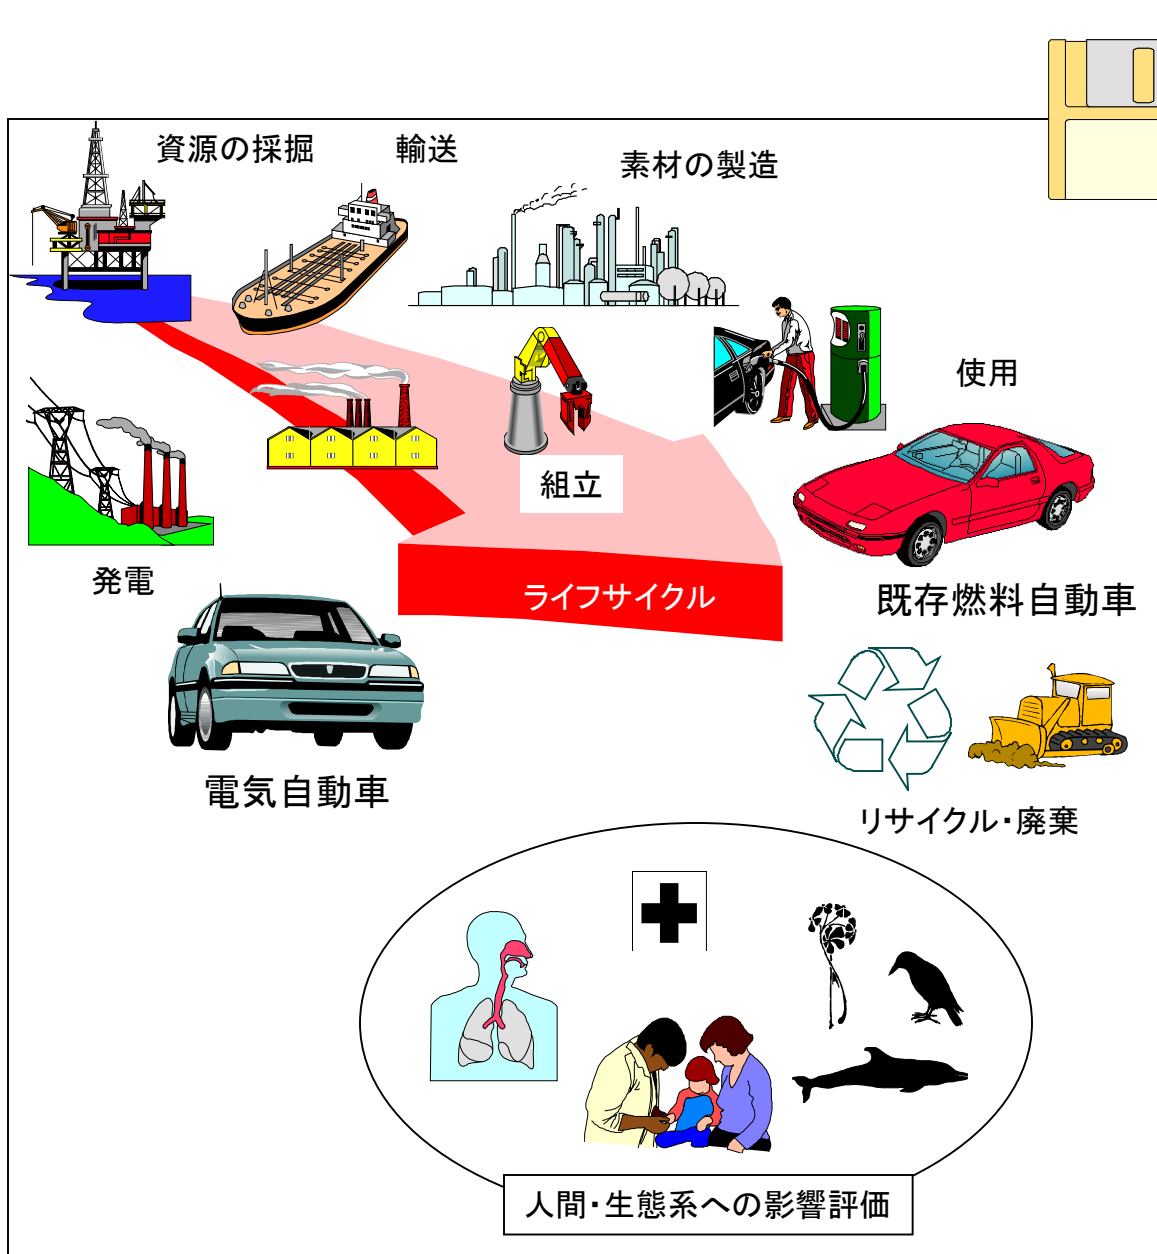 資源の採掘
輸送
素材の製造
使用
組立
発電
ライフサイクル
既存燃料自動車
電気自動車
リサイクル・廃棄
人間・生態系への影響評価